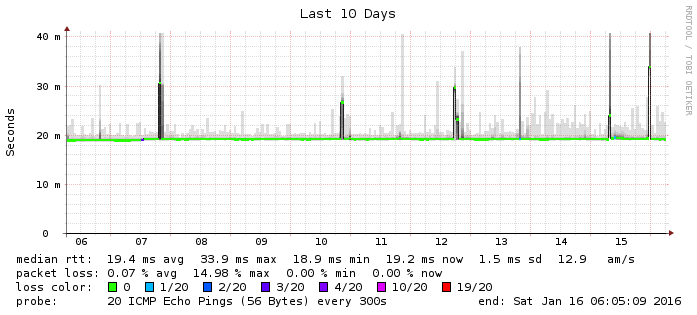 Last 10 Days
RRDTOOL / TOBI OETIKER
Seconds
40 m
30 m
20 m
10 m
0
06 07 08 09 10 11 12 13 14 15
median rtt: 19.4 ms avg 33.9 ms max 18.9 ms min 19.2 ms now 1.5 ms sd 12.9 am/s
packet loss: 0.07 % avg 14.98 % max 0.00 % min 0.00 % now
loss color: 0 1/20 2/20 3/20 4/20 10/20 19/20
probe: 20 ICMP Echo Pings (56 Bytes) every 300s end: Sat Jan 16 06:05:09 2016